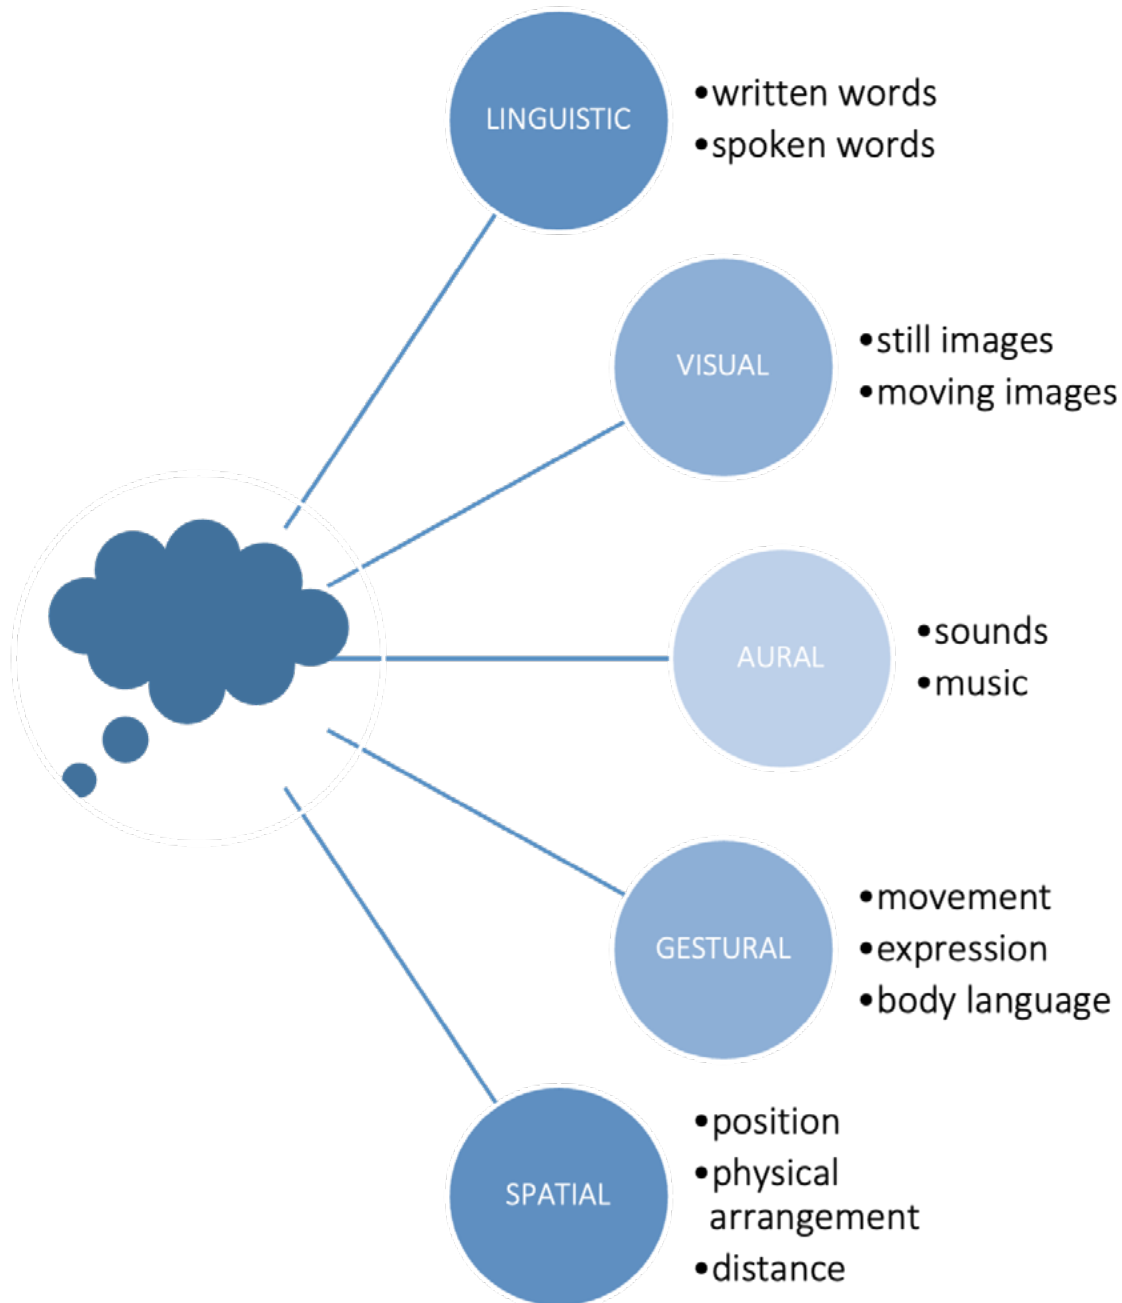 LINGUISTIC
•written words
•spoken words
VISUAL
•still images
•moving images
AURAL
•sounds
•music
GESTURAL
•movement
•expression
•body language
SPATIAL
•position
•physical
arrangement
•distance